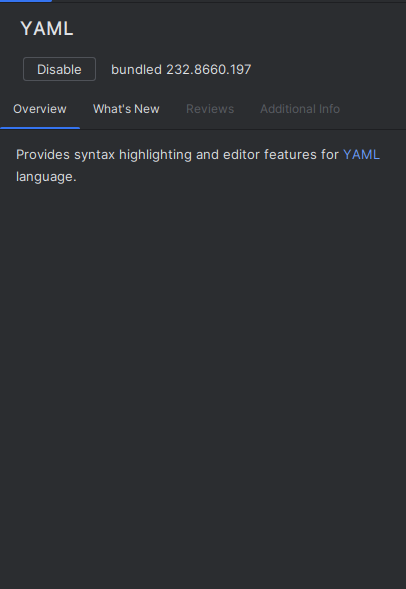 YAML
Disable bundled 232.8660.197
Overview What's New Reviews Additional Info
Provides syntax highlighting and editor features for YAML
language.